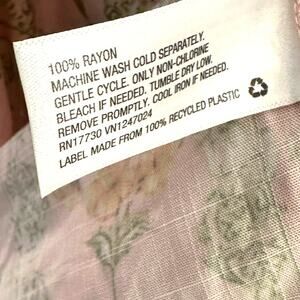 100% RAYON
MACHINE WASH COLD SEPARATELY.
GENTLE CYCLE. ONLY NON-CHLORINE
BLEACH IF NEEDED. TUMBLE DRY LOW.
REMOVE PROMPTLY. COOL IRON IF NEEDED.
RN17730 VN1247024
LABEL MADE FROM 100% RECYCLED PLASTIC